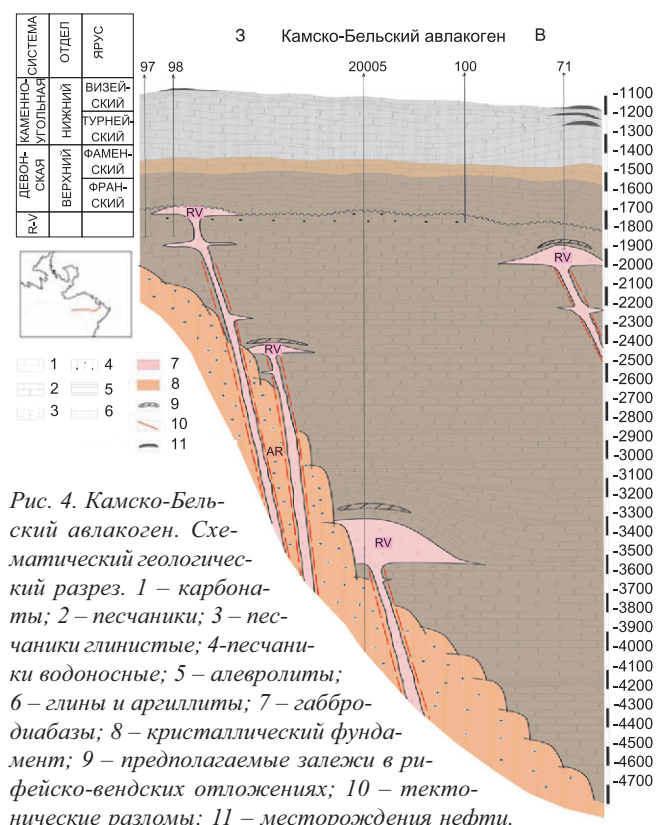 З Камско-Бельский авлакоген В
СИСТЕМА ОТДЕЛ ЯРУС
КАМЕННО-УГОЛЬНАЯ НИЖНИЙ ВИЗЕЙ-СКИЙ
ТУРНЕЙ-СКИЙ
ДЕВОН-СКАЯ ВЕРХНИЙ ФАМЕН-СКИЙ
ФРАН-СКИЙ
R-V
97 98 2005 100 71
-1100
-1200
-1300
-1400
-1500
-1600
-1700
-1800
-1900
-2000
-2100
-2200
-2300
-2400
-2500
-2600
-2700
-2800
-2900
-3000
-3100
-3200
-3300
-3400
-3500
-3600
-3700
-3800
-3900
-4000
-4100
-4200
-4300
-4400
-4500
-4600
-4700
RV
RV
RV
AR
RV
1 4 7
2 5 8
3 6 9
10
11
Рис. 4. Камско-Бель-
ский авлакоген. Схе-
матический геологичес-
кий разрез. 1 – карбона-
ты; 2 – песчаники; 3 – пес-
чаники глинистые; 4-песчани-
ки водоносные; 5 – алевролиты;
6 – глины и аргиллиты; 7 – габбро-
диабазы; 8 – кристаллический фунда-
мент; 9 – предполагаемые залежи в ри-
фейско-вендских отложениях; 10 – текто-
нические разломы; 11 – месторождения нефти.